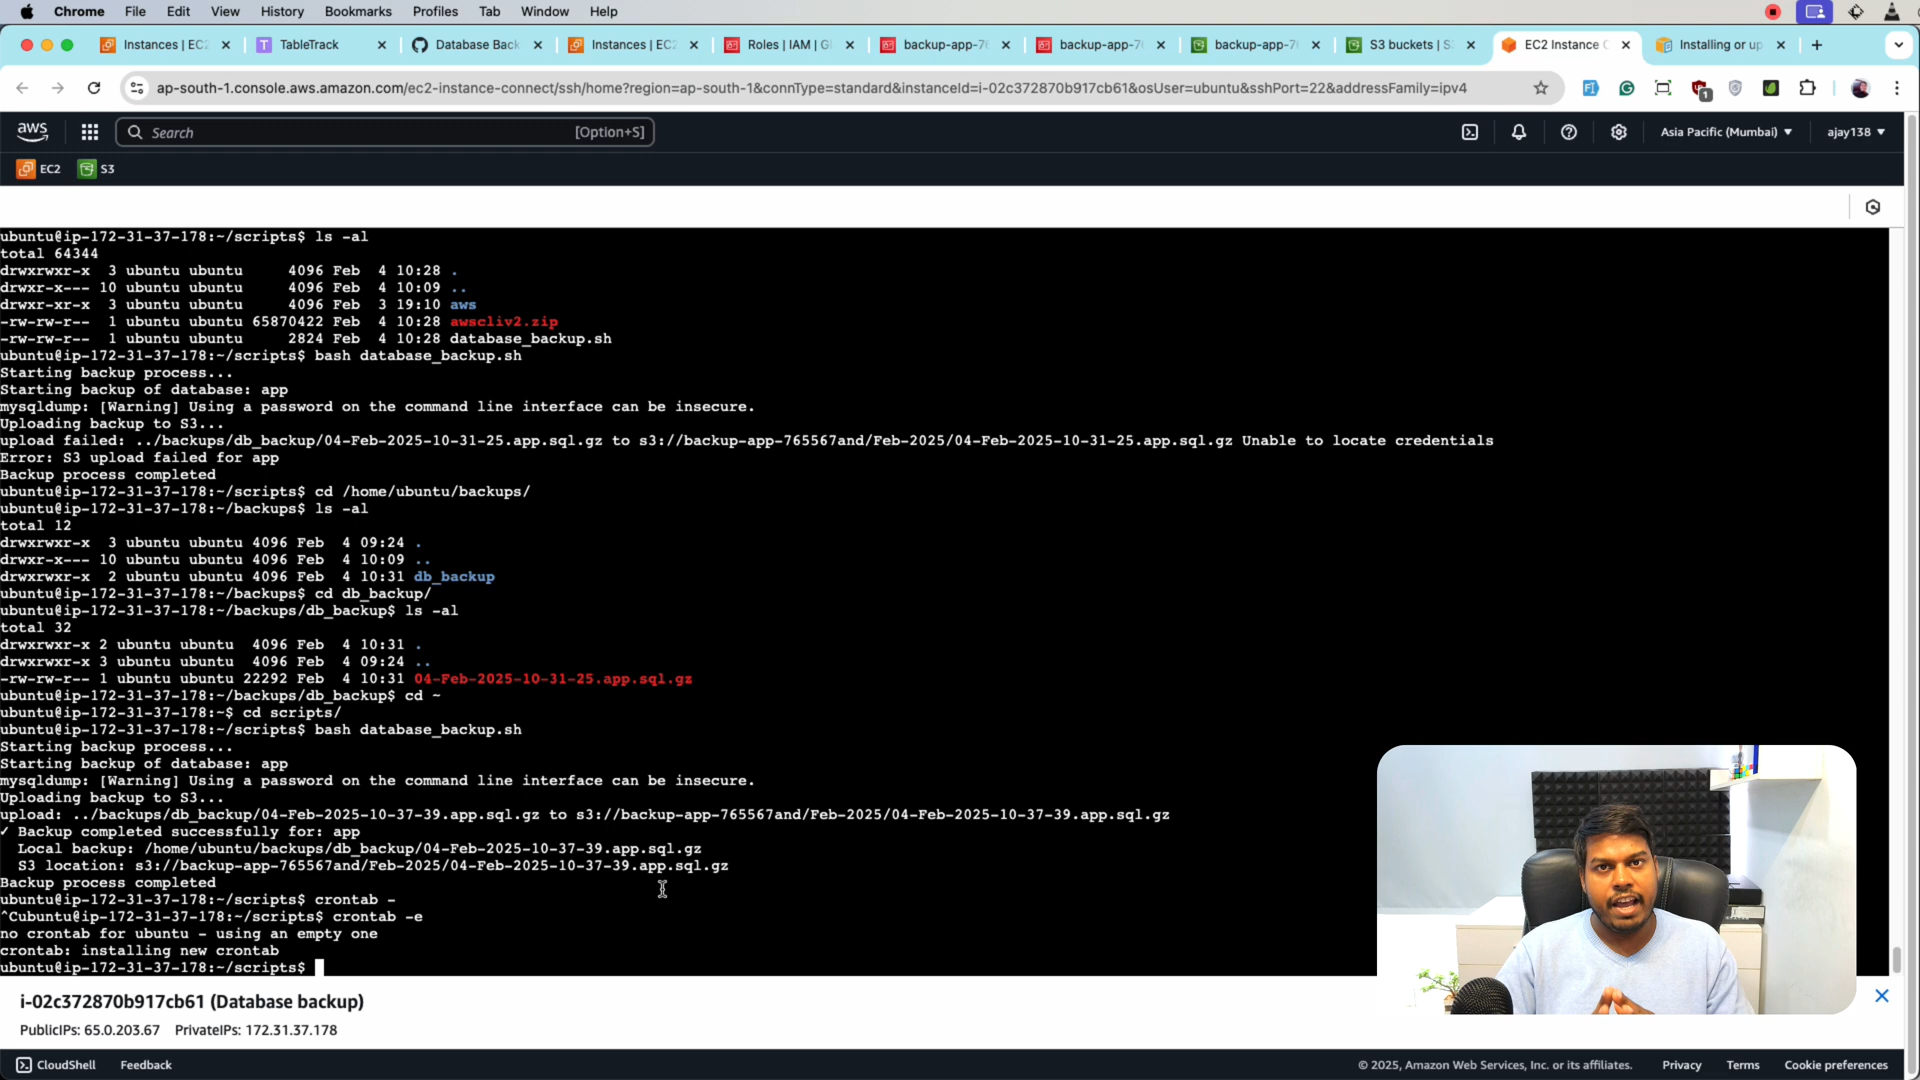 Chrome File Edit View History Bookmarks Profiles Tab Window Help
Instances | EC2 TableTrack Database Back Instances | EC2 Roles | IAM | Gl backup-app-76 backup-app-7 backup-app-7 S3 buckets | S EC2 Instance C Installing or up
ap-south-1.console.aws.amazon.com/ec2-instance-connect/ssh/home?region=ap-south-1&connType=standard&instanceId=i-02c372870b917cb61&osUser=ubuntu&sshPort=22&addressFamily=ipv4
1
aws Search [Option+S] Asia Pacific (Mumbai) ajay138
EC2 S3
ubuntu@ip-172-31-37-178:~/scripts$ ls -al
total 64344
drwxrwxr-x 3 ubuntu ubuntu 4096 Feb 4 10:28 .
drwxr-x--- 10 ubuntu ubuntu 4096 Feb 4 10:09 ..
drwxr-xr-x 3 ubuntu ubuntu 4096 Feb 3 19:10 aws
-rw-rw-r-- 1 ubuntu ubuntu 65870422 Feb 4 10:28 awscliv2.zip
-rw-rw-r-- 1 ubuntu ubuntu 2824 Feb 4 10:28 database_backup.sh
ubuntu@ip-172-31-37-178:~/scripts$ bash database_backup.sh
Starting backup process...
Starting backup of database: app
mysqldump: [Warning] Using a password on the command line interface can be insecure.
Uploading backup to S3...
upload failed: ../backups/db_backup/04-Feb-2025-10-31-25.app.sql.gz to s3://backup-app-765567and/Feb-2025/04-Feb-2025-10-31-25.app.sql.gz Unable to locate credentials
Error: S3 upload failed for app
Backup process completed
ubuntu@ip-172-31-37-178:~/scripts$ cd /home/ubuntu/backups/
ubuntu@ip-172-31-37-178:~/backups$ ls -al
total 12
drwxrwxr-x 3 ubuntu ubuntu 4096 Feb 4 09:24 .
drwxr-x--- 10 ubuntu ubuntu 4096 Feb 4 10:09 ..
drwxrwxr-x 2 ubuntu ubuntu 4096 Feb 4 10:31 db_backup
ubuntu@ip-172-31-37-178:~/backups$ cd db_backup/
ubuntu@ip-172-31-37-178:~/backups/db_backup$ ls -al
total 32
drwxrwxr-x 2 ubuntu ubuntu 4096 Feb 4 10:31 .
drwxrwxr-x 3 ubuntu ubuntu 4096 Feb 4 09:24 ..
-rw-rw-r-- 1 ubuntu ubuntu 22292 Feb 4 10:31 04-Feb-2025-10-31-25.app.sql.gz
ubuntu@ip-172-31-37-178:~/backups/db_backup$ cd ~
ubuntu@ip-172-31-37-178:~$ cd scripts/
ubuntu@ip-172-31-37-178:~/scripts$ bash database_backup.sh
Starting backup process...
Starting backup of database: app
mysqldump: [Warning] Using a password on the command line interface can be insecure.
Uploading backup to S3...
upload: ../backups/db_backup/04-Feb-2025-10-37-39.app.sql.gz to s3://backup-app-765567and/Feb-2025/04-Feb-2025-10-37-39.app.sql.gz
✓ Backup completed successfully for: app
Local backup: /home/ubuntu/backups/db_backup/04-Feb-2025-10-37-39.app.sql.gz
S3 location: s3://backup-app-765567and/Feb-2025/04-Feb-2025-10-37-39.app.sql.gz
Backup process completed
ubuntu@ip-172-31-37-178:~/scripts$ crontab -
^Cubuntu@ip-172-31-37-178:~/scripts$ crontab -e
no crontab for ubuntu - using an empty one
crontab: installing new crontab
ubuntu@ip-172-31-37-178:~/scripts$
i-02c372870b917cb61 (Database backup)
PublicIPs: 65.0.203.67 PrivateIPs: 172.31.37.178
CloudShell Feedback © 2025, Amazon Web Services, Inc. or its affiliates. Privacy Terms Cookie preferences